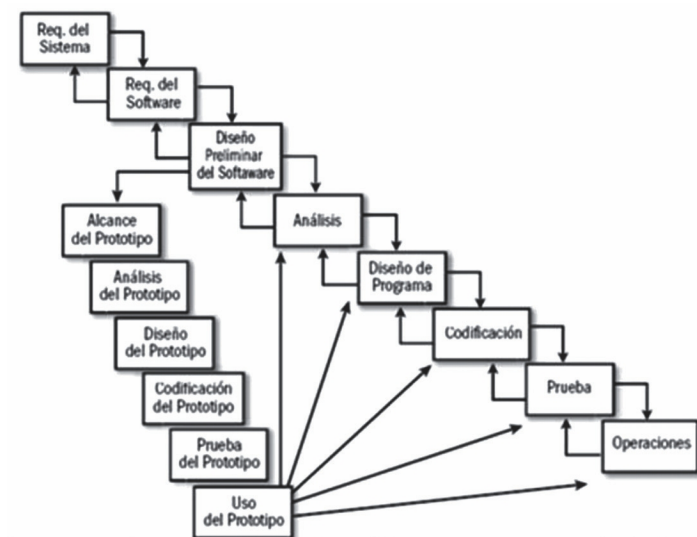 Req. del
Sistema
Req. del
Software
Diseño
Preliminar
del Softaware
Análisis
Diseño de
Programa
Codificación
Prueba
Operaciones
Alcance
del Prototipo
Análisis
del Prototipo
Diseño
del Prototipo
Codificación
del Prototipo
Prueba
del Prototipo
Uso
del Prototipo